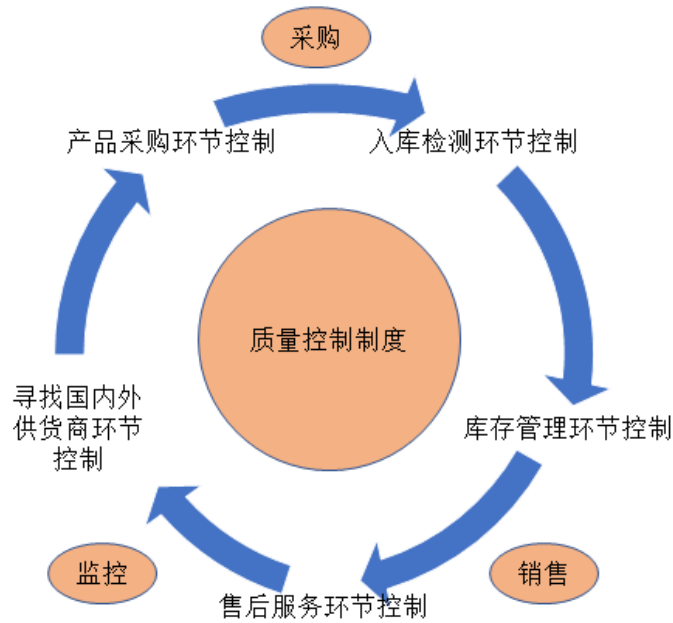 采购
产品采购环节控制
入库检测环节控制
质量控制制度
寻找国内外
供货商环节
控制
库存管理环节控制
监控
销售
售后服务环节控制